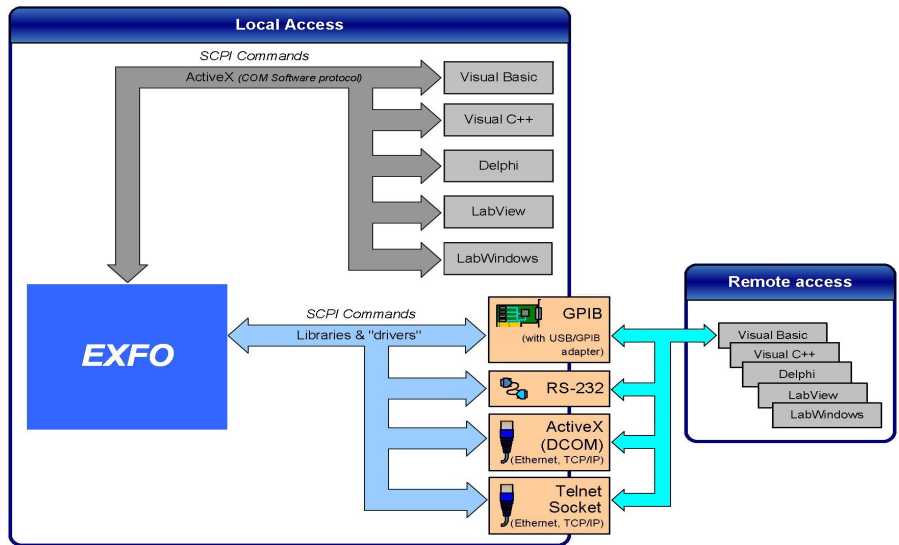 Local Access
SCPI Commands
ActiveX (COM Software protocol)
Visual Basic
Visual C++
Delphi
LabView
LabWindows
EXFO
SCPI Commands
Libraries & "drivers"
GPIB
(with USB/GPIB
adapter)
RS-232
ActiveX
(DCOM)
(Ethernet, TCP/IP)
Telnet
Socket
(Ethernet, TCP/IP)
Remote access
Visual Basic
Visual C++
Delphi
LabView
LabWindows